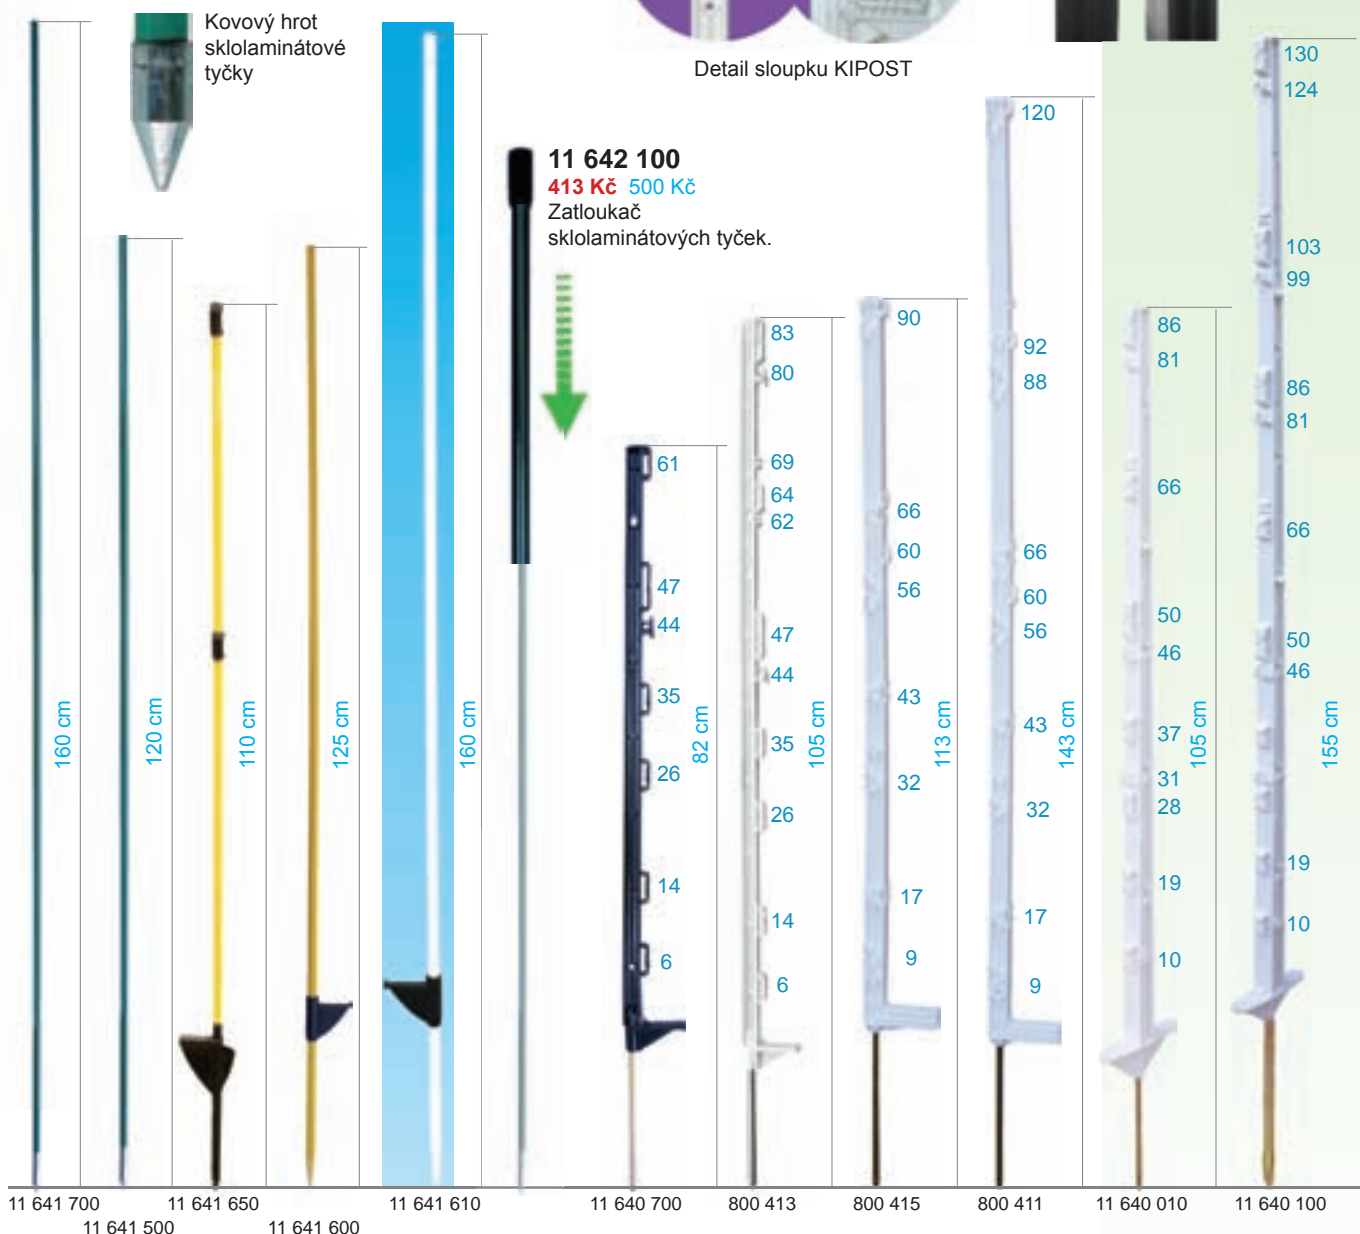 Kovový hrot
sklolaminátové
tyčky
Detail sloupku KIPOST
11 642 100
413 Kč 500 Kč
Zatloukač
sklolaminátových tyček.
160 cm
120 cm
110 cm
125 cm
160 cm
61
47
44
35
26
14
6
82 cm
83
80
69
64
62
47
44
35
26
14
6
105 cm
90
66
60
56
43
32
17
9
113 cm
120
92
88
66
60
56
43
32
17
9
143 cm
86
81
66
50
46
37
31
28
19
10
105 cm
130
124
103
99
86
81
66
50
46
19
10
155 cm
11 641 700
11 641 500
11 641 650
11 641 600
11 641 610
11 640 700
800 413
800 415
800 411
11 640 010
11 640 100